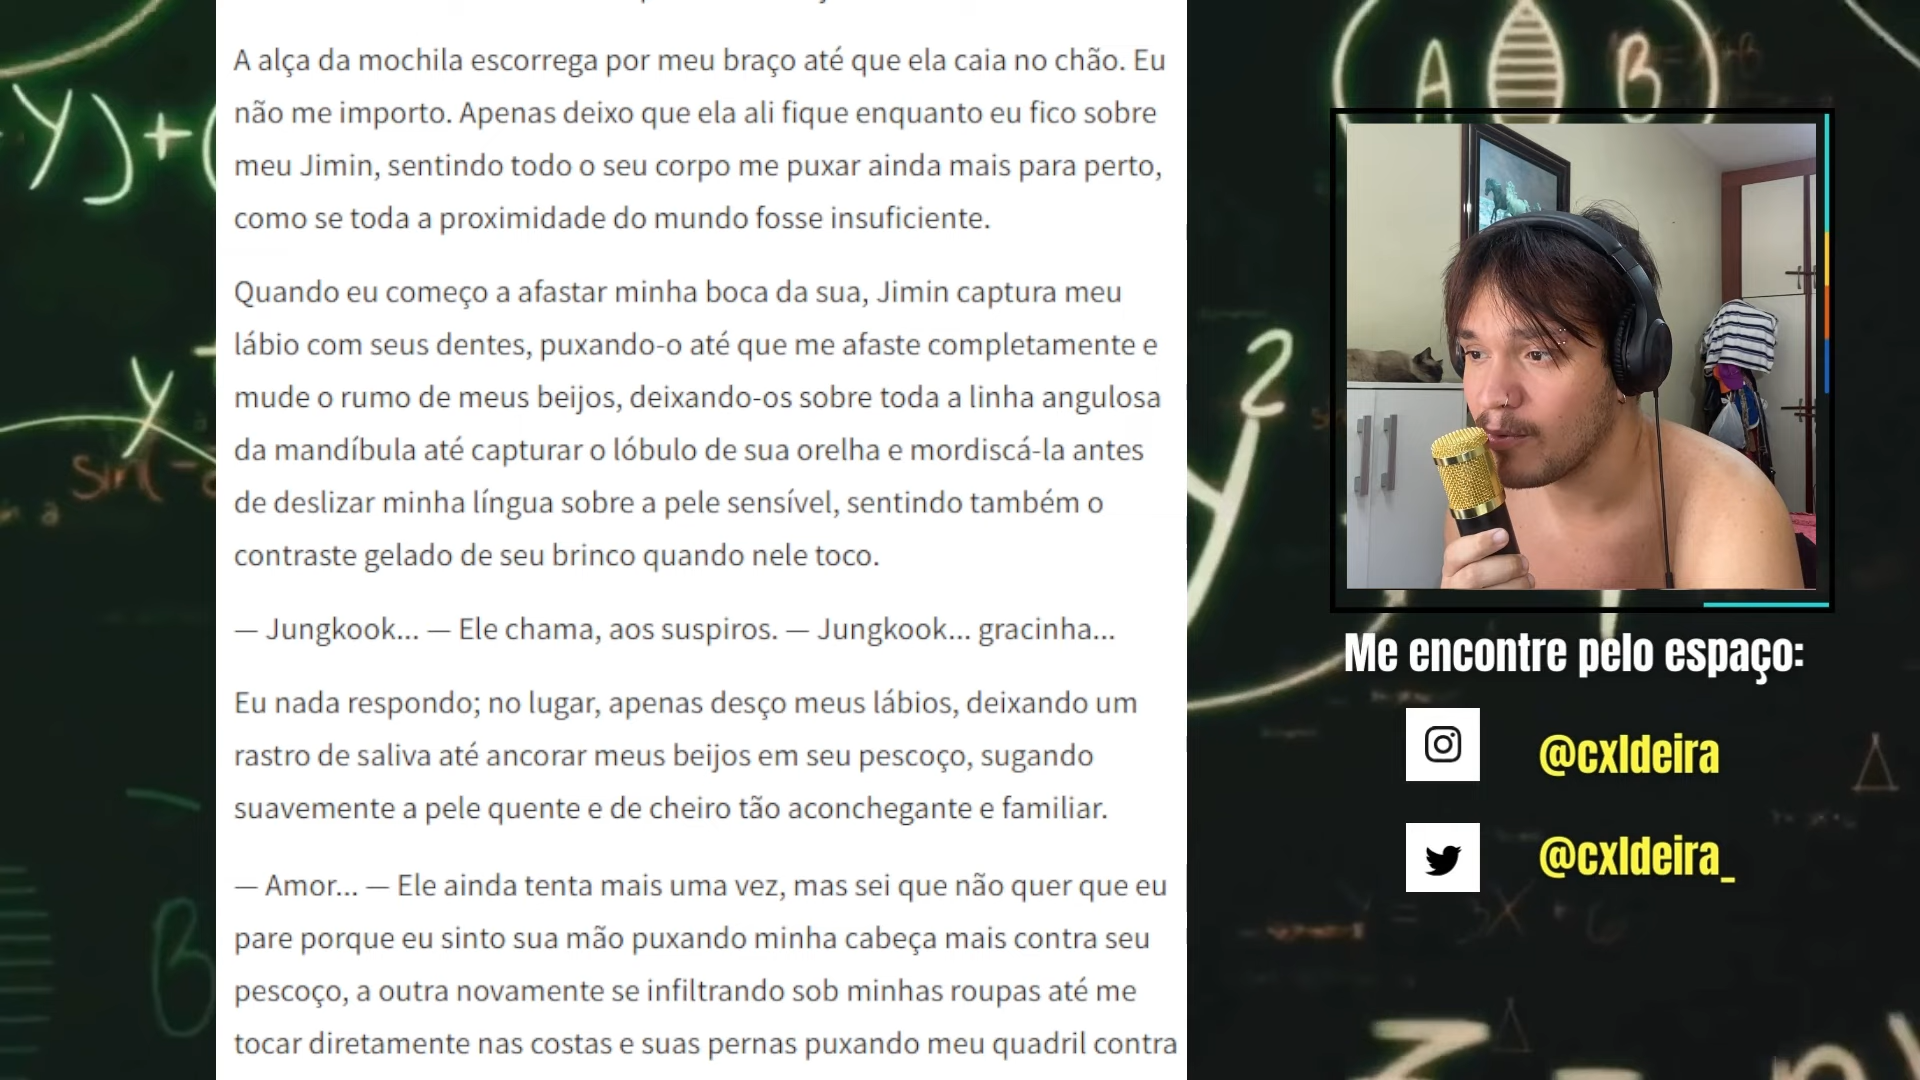 A alça da mochila escorrega por meu braço até que ela caia no chão. Eu
não me importo. Apenas deixo que ela ali fique enquanto eu fico sobre
meu Jimin, sentindo todo o seu corpo me puxar ainda mais para perto,
como se toda a proximidade do mundo fosse insuficiente.
Quando eu começo a afastar minha boca da sua, Jimin captura meu
lábio com seus dentes, puxando-o até que me afaste completamente e
mude o rumo de meus beijos, deixando-os sobre toda a linha angulosa
da mandíbula até capturar o lóbulo de sua orelha e mordiscá-la antes
de deslizar minha língua sobre a pele sensível, sentindo também o
contraste gelado de seu brinco quando nele toco.
— Jungkook... — Ele chama, aos suspiros. — Jungkook... gracinha...
Eu nada respondo; no lugar, apenas desço meus lábios, deixando um
rastro de saliva até ancorar meus beijos em seu pescoço, sugando
suavemente a pele quente e de cheiro tão aconchegante e familiar.
— Amor... — Ele ainda tenta mais uma vez, mas sei que não quer que eu
pare porque eu sinto sua mão puxando minha cabeça mais contra seu
pescoço, a outra novamente se infiltrando sob minhas roupas até me
tocar diretamente nas costas e suas pernas puxando meu quadril contra
A B
Y)+(
2
y
B
Me encontre pelo espaço:
@cxldeira
@cxldeira_